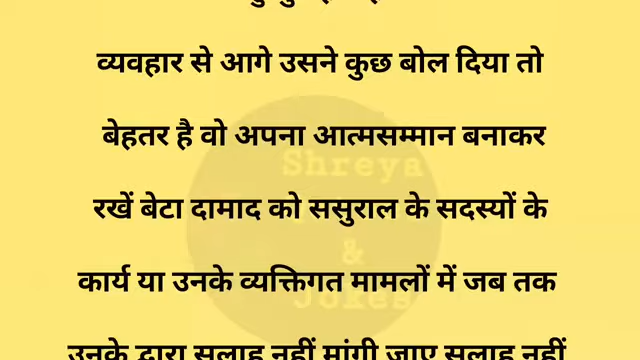 व्यवहार से आगे उसने कुछ बोल दिया तो
बेहतर है वो अपना आत्मसम्मान बनाकर
रखें बेटा दामाद को ससुराल के सदस्यों के
कार्य या उनके व्यक्तिगत मामलों में जब तक
उनके द्वारा सलाह नहीं मांगी जाए सलाह नहीं
Shreya
&
Jokes